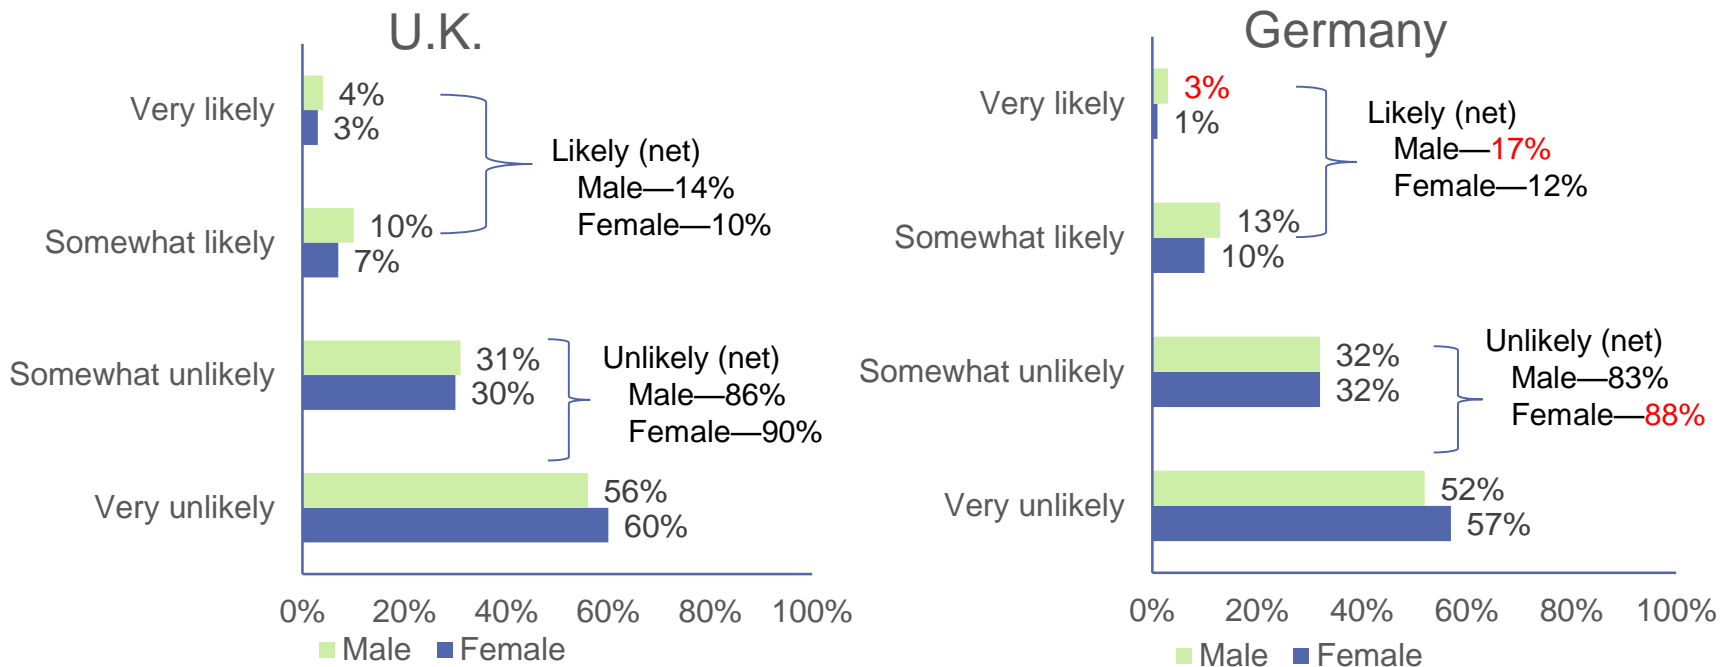 U.K.
Very likely
4%
3%
Likely (net)
Male—14%
Female—10%
Somewhat likely
10%
7%
Somewhat unlikely
31%
30%
Unlikely (net)
Male—86%
Female—90%
Very unlikely
56%
60%
0% 20% 40% 60% 80% 100%
Male Female
Germany
Very likely
3%
1%
Likely (net)
Male—17%
Female—12%
Somewhat likely
13%
10%
Somewhat unlikely
32%
32%
Unlikely (net)
Male—83%
Female—88%
Very unlikely
52%
57%
0% 20% 40% 60% 80% 100%
Male Female